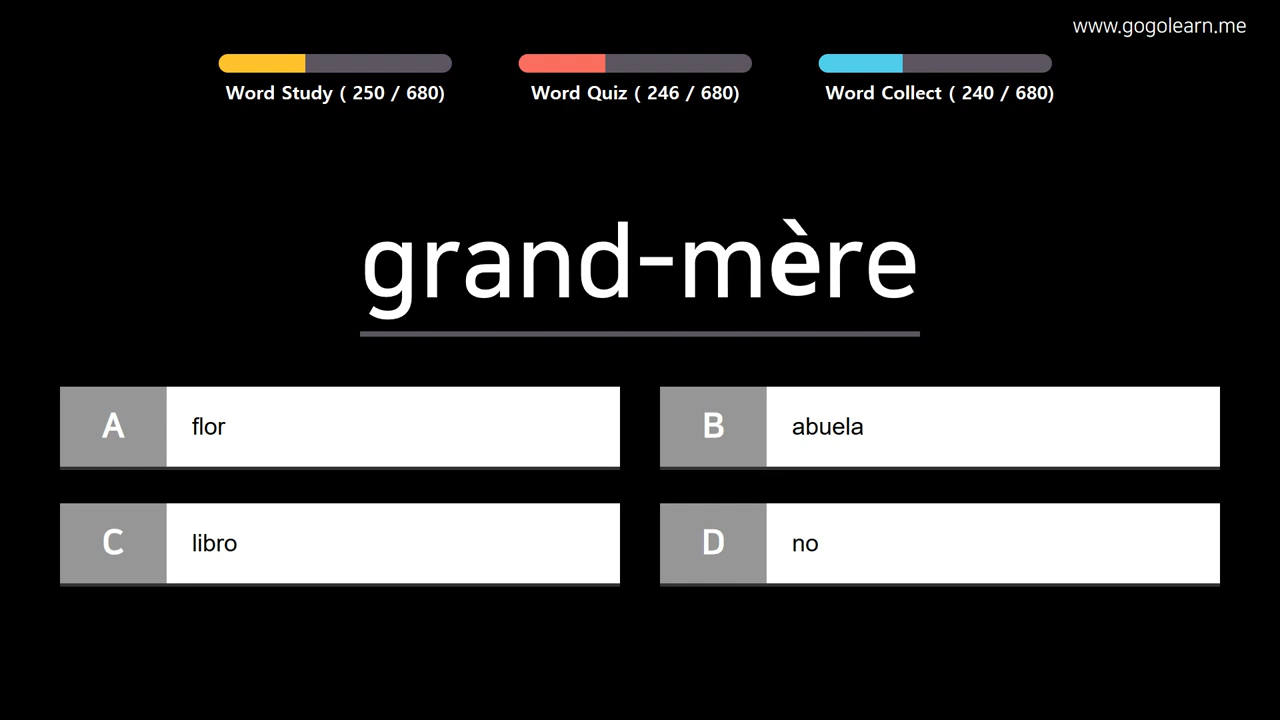 www.gogolearn.me
Word Study ( 250 / 680)
Word Quiz ( 246 / 680)
Word Collect ( 240 / 680)
grand-mère
A flor
B abuela
C libro
D no